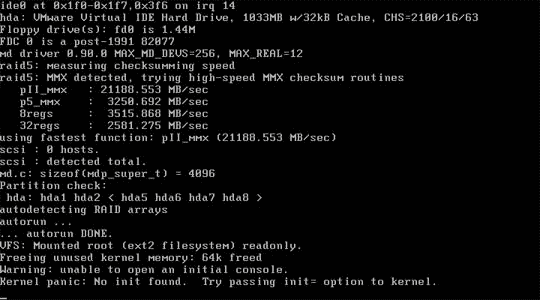 ide0 at 0x1f0-0x1f7,0x3f6 on irq 14
hda: VMware Virtual IDE Hard Drive, 1033MB w/32kB Cache, CHS=2100/16/63
Floppy drive(s): fd0 is 1.44M
FDC 0 is a post-1991 82077
md driver 0.90.0 MAX_MD_DEVS=256, MAX_REAL=12
raid5: measuring checksumming speed
raid5: MMX detected, trying high-speed MMX checksum routines
   pII_mmx   : 21188.553 MB/sec
   p5_mmx    :  3250.692 MB/sec
   8regs     :  3515.868 MB/sec
   32regs    :  2581.275 MB/sec
using fastest function: pII_mmx (21188.553 MB/sec)
scsi : 0 hosts.
scsi : detected total.
md.c: sizeof(mdp_super_t) = 4096
Partition check:
 hda: hda1 hda2 < hda5 hda6 hda7 hda8 >
autodetecting RAID arrays
autorun ...
... autorun DONE.
VFS: Mounted root (ext2 filesystem) readonly.
Freeing unused kernel memory: 64k freed
Warning: unable to open an initial console.
Kernel panic: No init found.  Try passing init= option to kernel.